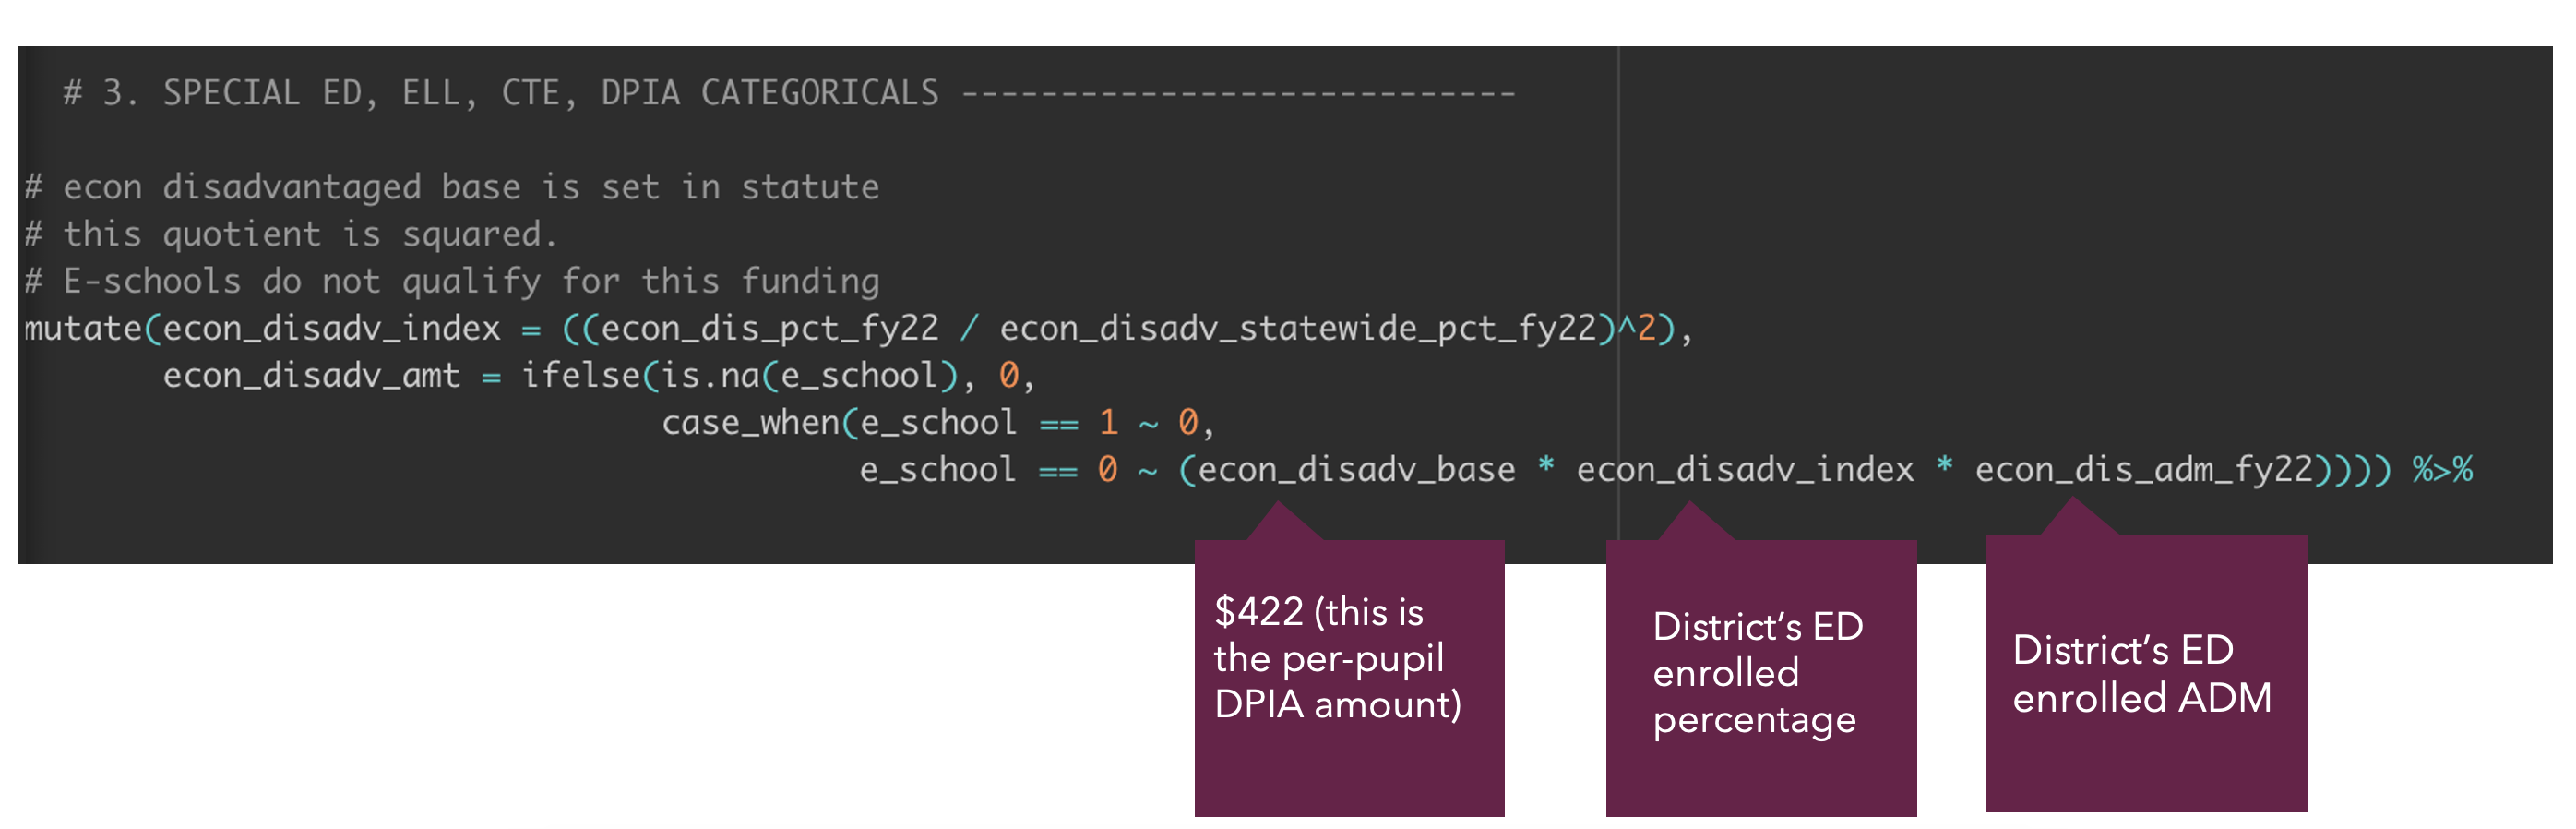 # 3. SPECIAL ED, ELL, CTE, DPIA CATEGORICALS ----------------------------
# econ disadvantaged base is set in statute
# this quotient is squared.
# E-schools do not qualify for this funding
mutate(econ_disadv_index = ((econ_dis_pct_fy22 / econ_disadv_statewide_pct_fy22)^2),
econ_disadv_amt = ifelse(is.na(e_school), 0,
case_when(e_school == 1 ~ 0,
e_school == 0 ~ (econ_disadv_base * econ_disadv_index * econ_dis_adm_fy22)))) %>%
$422 (this is
the per-pupil
DPIA amount)
District’s ED
enrolled
percentage
District’s ED
enrolled ADM